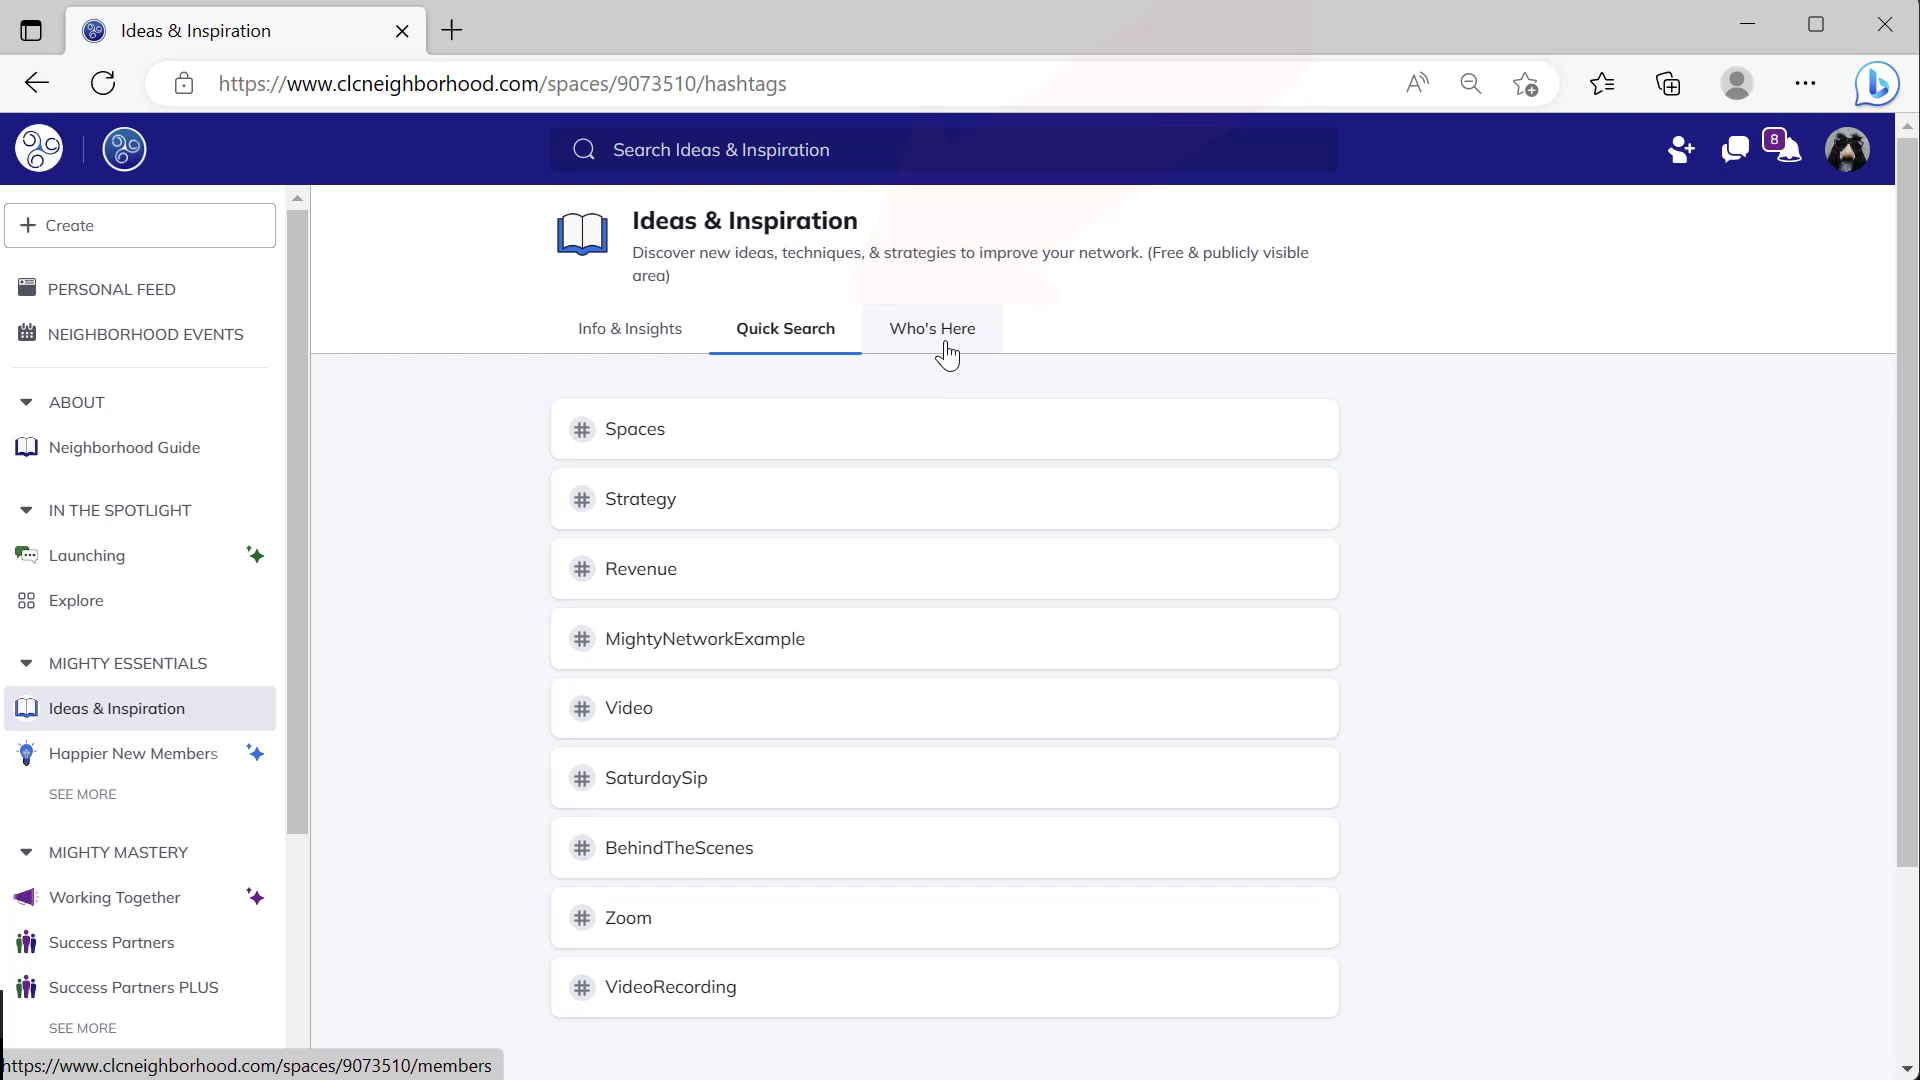 Ideas & Inspiration
https://www.clcneighborhood.com/spaces/9073510/hashtags
Search Ideas & Inspiration
8
Create
PERSONAL FEED
NEIGHBORHOOD EVENTS
ABOUT
Neighborhood Guide
IN THE SPOTLIGHT
Launching
Explore
MIGHTY ESSENTIALS
Ideas & Inspiration
Happier New Members
SEE MORE
MIGHTY MASTERY
Working Together
Success Partners
Success Partners PLUS
SEE MORE
Ideas & Inspiration
Discover new ideas, techniques, & strategies to improve your network. (Free & publicly visible
area)
Info & Insights
Quick Search
Who's Here
# Spaces
# Strategy
# Revenue
# MightyNetworkExample
# Video
# SaturdaySip
# BehindTheScenes
# Zoom
# VideoRecording
https://www.clcneighborhood.com/spaces/9073510/members